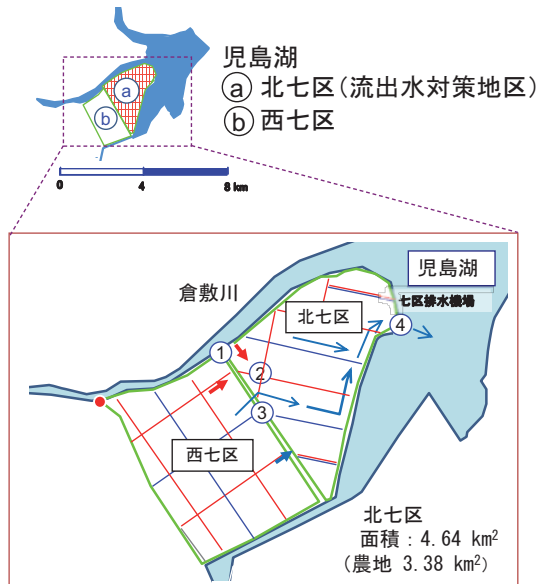 児島湖
ⓐ 北七区(流出水対策地区)
ⓑ 西七区
a
b
0 4 8 km
児島湖
倉敷川
七区排水機場
北七区
①
④
②
③
西七区
北七区
面積：4.64 km²
(農地 3.38 km²)